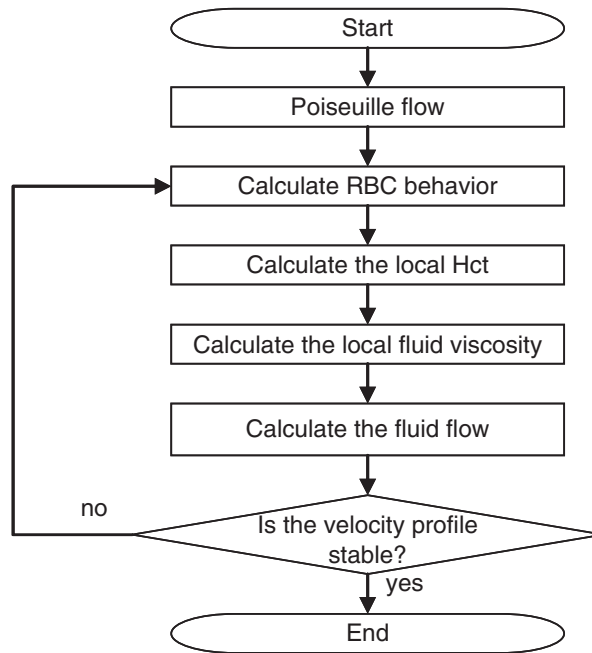 Start
Poiseuille flow
Calculate RBC behavior
Calculate the local Hct
Calculate the local fluid viscosity
Calculate the fluid flow
no
Is the velocity profile
stable?
yes
End